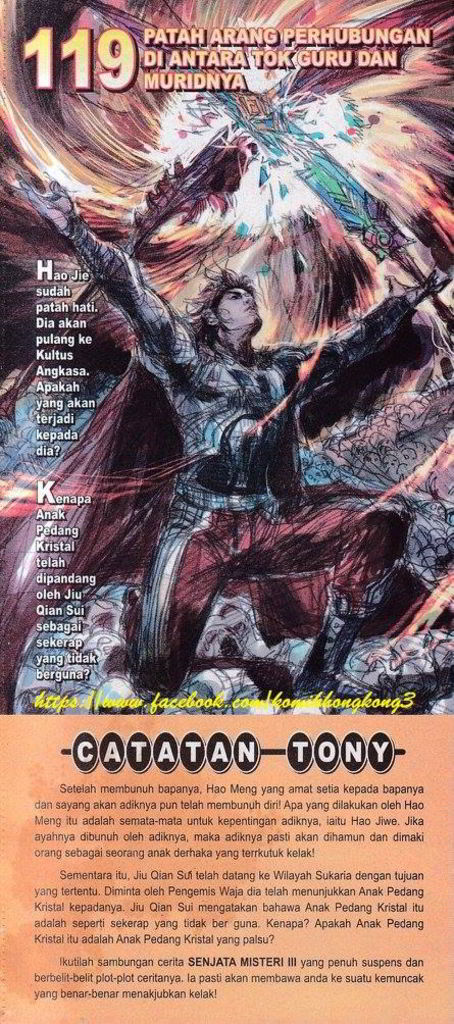 119
PATAH ARANG PERHUBUNGAN
DI ANTARA TOK GURU DAN
MURIDNYA
Hao Jie
sudah
patah hati.
Dia akan
pulang ke
Kultus
Angkasa.
Apakah
yang akan
terjadi
kepada
dia?
Kenapa
Anak
Pedang
Kristal
telah
dipandang
oleh Jiu
Qian Sui
sebagai
sekerap
yang tidak
berguna?
https://www.facebook.com/komikhongkong3
CATATAN TONY
Setelah membunuh bapanya, Hao Meng yang amat setia kepada bapanya
dan sayang akan adiknya pun telah membunuh diri! Apa yang dilakukan oleh Hao
Meng itu adalah semata-mata untuk kepentingan adiknya, iaitu Hao Jiwe. Jika
ayahnya dibunuh oleh adiknya, maka adiknya pasti akan dihamun dan dimaki
orang sebagai seorang anak derhaka yang terrkutuk kelak!
Sementara itu, Jiu Qian Sui telah datang ke Wilayah Sukaria dengan tujuan
yang tertentu. Diminta oleh Pengemis Waja dia telah menunjukkan Anak Pedang
Kristal kepadanya. Jiu Qian Sui mengatakan bahawa Anak Pedang Kristal itu
adalah seperti sekerap yang tidak ber guna. Kenapa? Apakah Anak Pedang
Kristal itu adalah Anak Pedang Kristal yang palsu?
Ikutilah sambungan cerita SENJATA MISTERI III yang penuh suspens dan
berbelit-belit plot-plot ceritanya. Ia pasti akan membawa anda ke suatu kemuncak
yang benar-benar menakjubkan kelak!